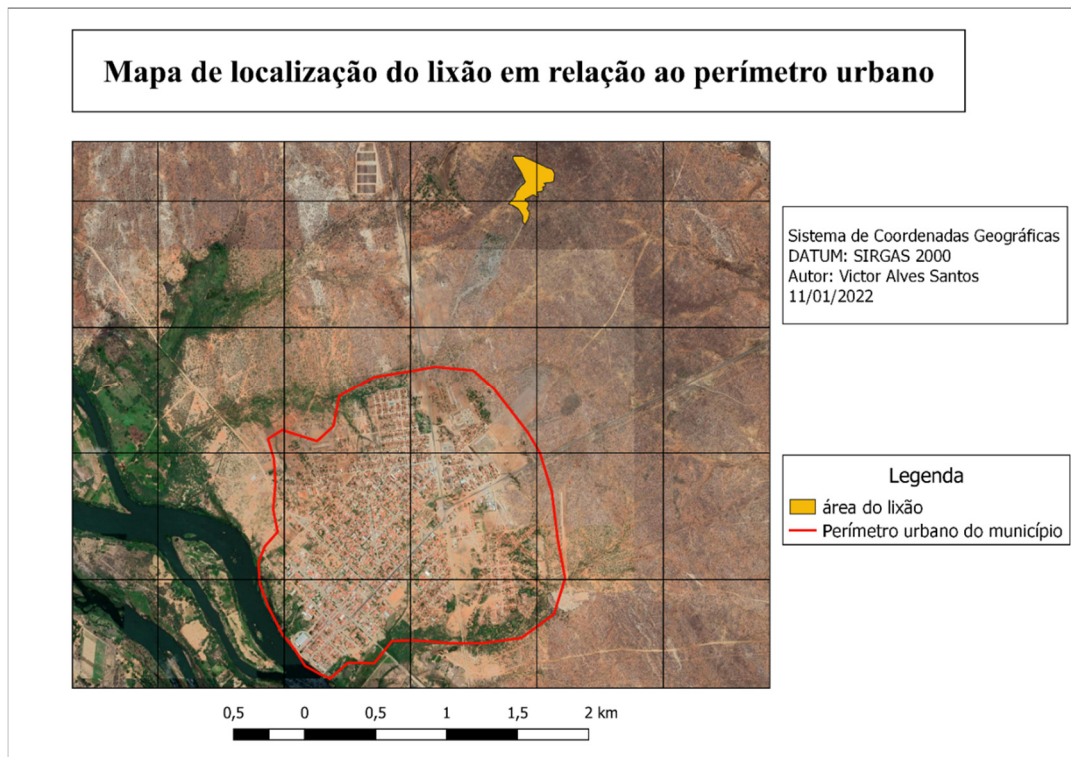 Mapa de localização do lixão em relação ao perímetro urbano
Sistema de Coordenadas Geográficas
DATUM: SIRGAS 2000
Autor: Victor Alves Santos
11/01/2022
Legenda
área do lixão
Perímetro urbano do município
0,5 0 0,5 1 1,5 2 km